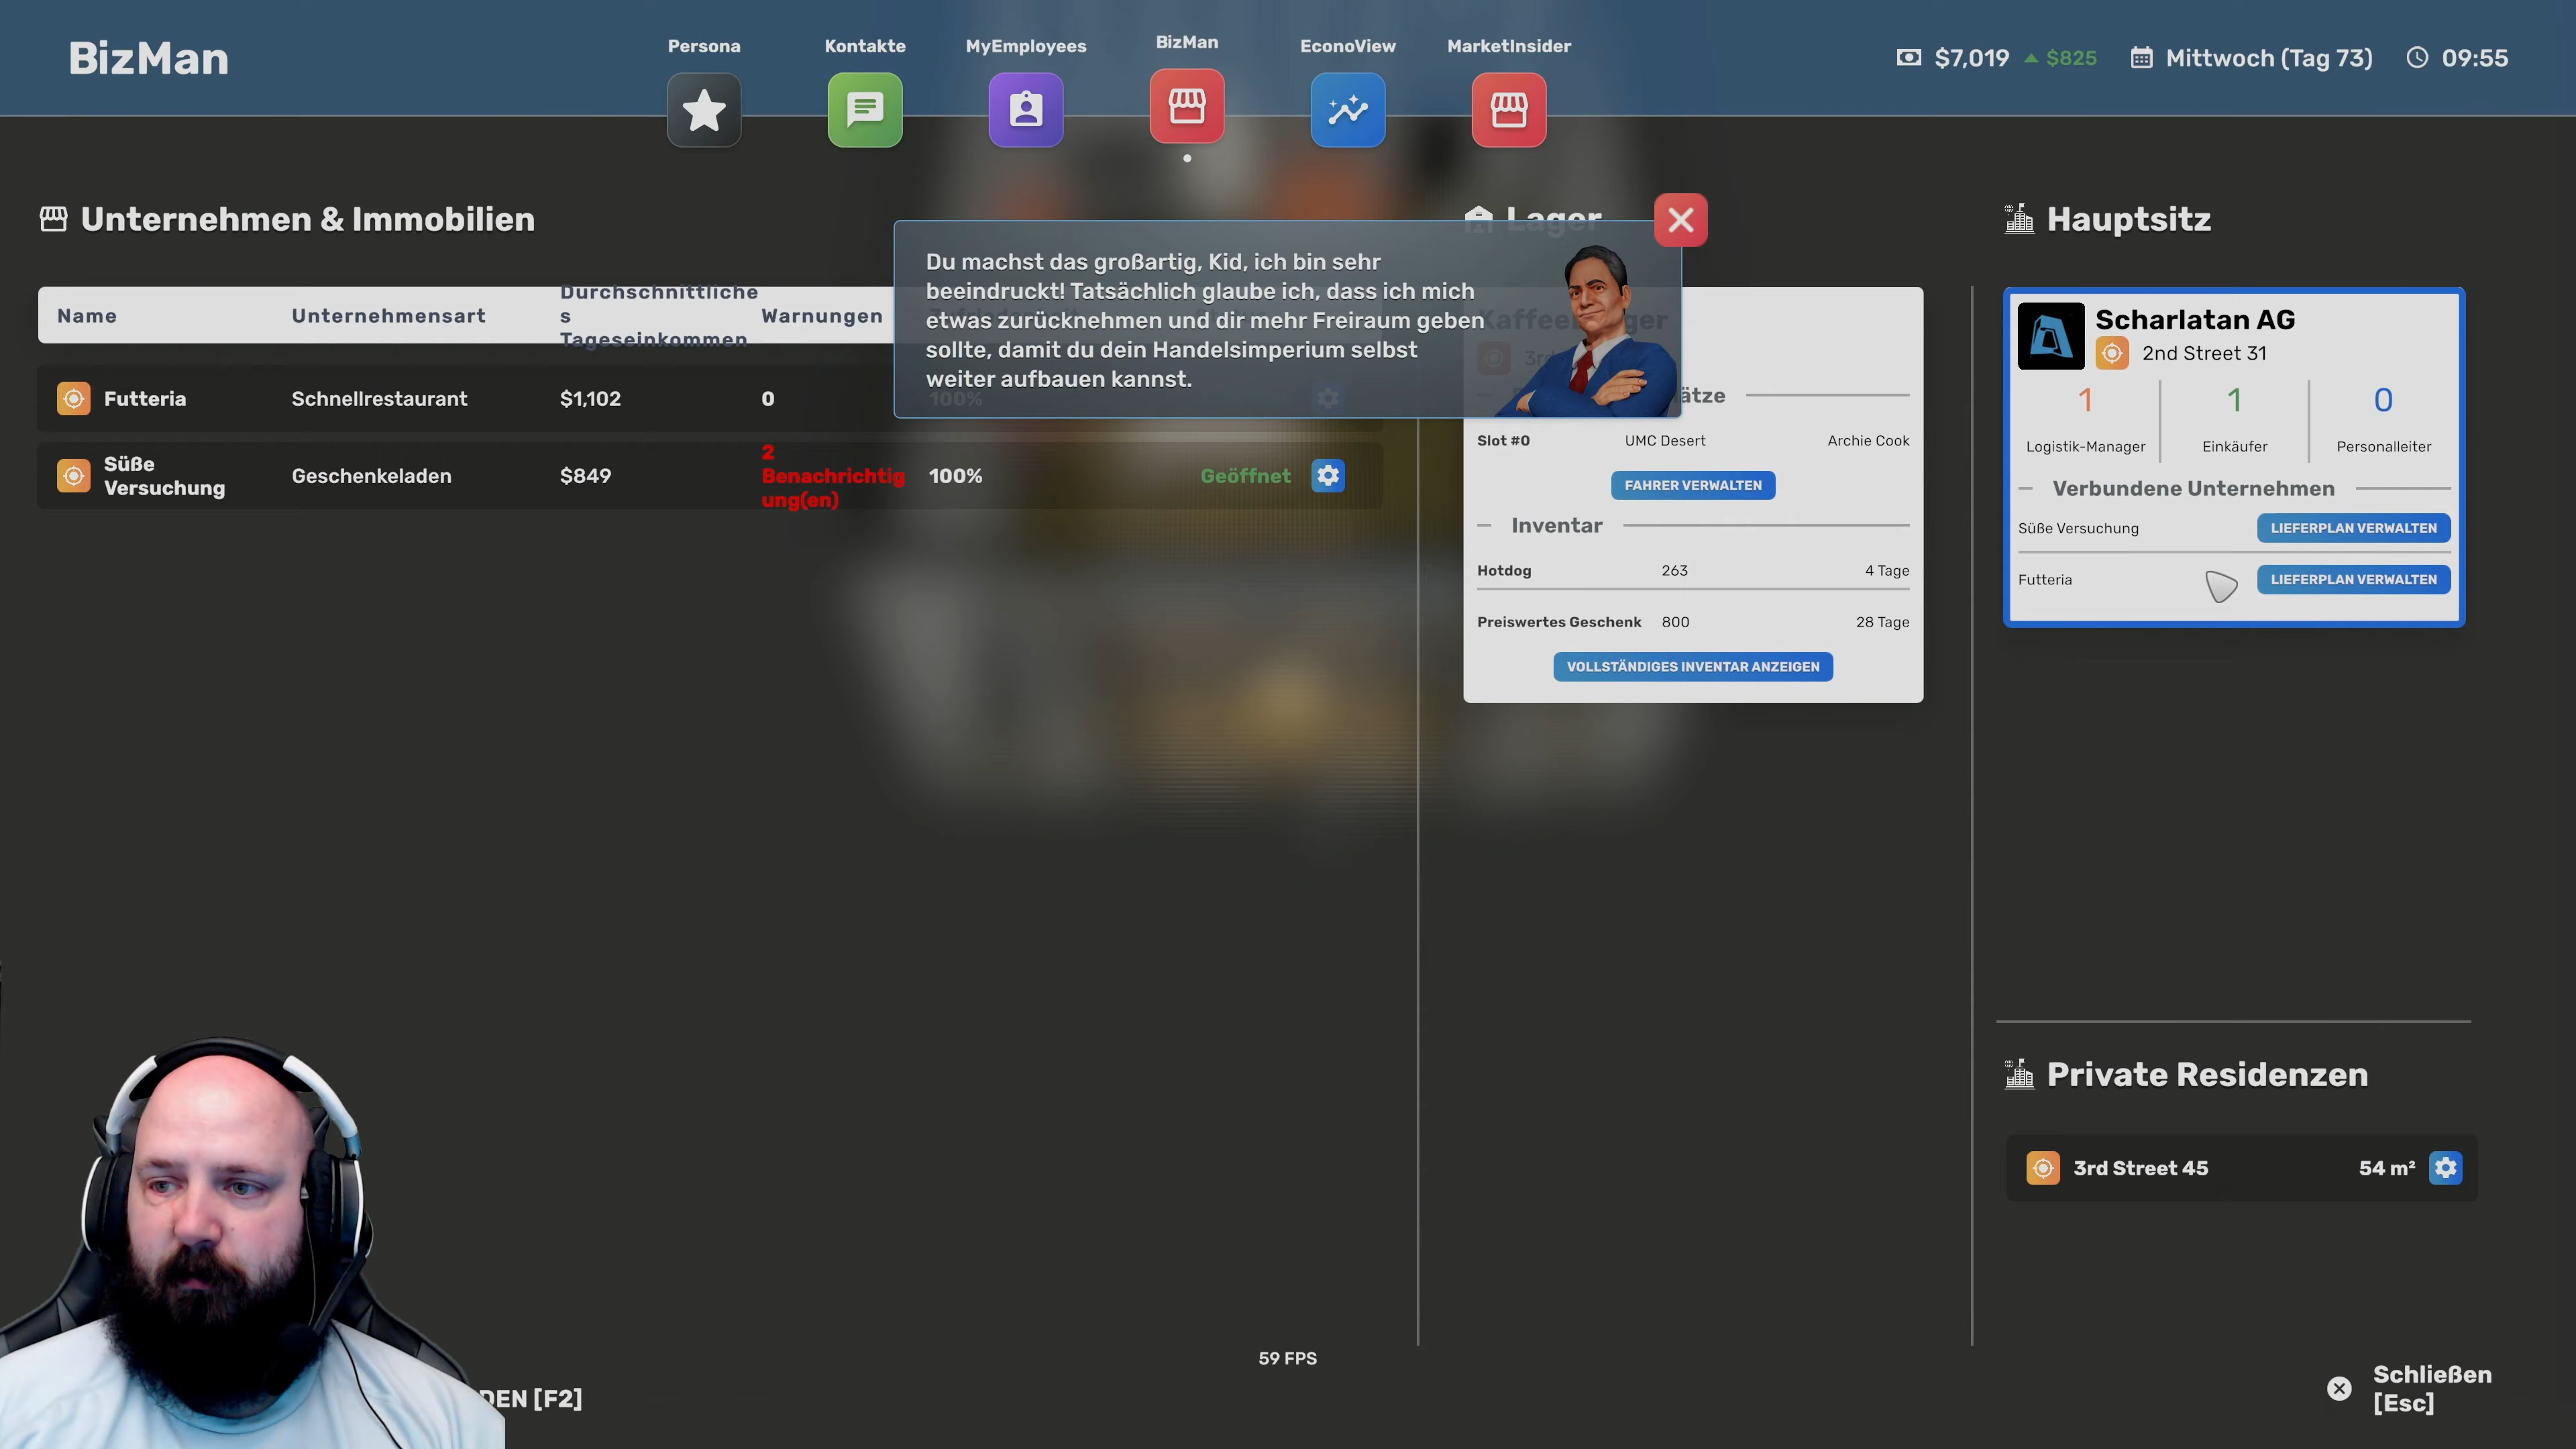 BizMan
Persona
Kontakte
MyEmployees
BizMan
EconoView
MarketInsider
$7,019
$825
Mittwoch (Tag 73)
09:55
Unternehmen & Immobilien
Name
Unternehmensart
Durchschnittliche
s
Tageseinkommen
Warnungen
Futteria
Schnellrestaurant
$1,102
0
100%
Süße
Versuchung
Geschenkeladen
$849
2
Benachrichtig
ung(en)
100%
Geöffnet
Du machst das großartig, Kid, ich bin sehr
beeindruckt! Tatsächlich glaube ich, dass ich mich
etwas zurücknehmen und dir mehr Freiraum geben
sollte, damit du dein Handelsimperium selbst
weiter aufbauen kannst.
Lager
ätze
Slot #0
UMC Desert
Archie Cook
FAHRER VERWALTEN
Inventar
Hotdog
263
4 Tage
Preiswertes Geschenk
800
28 Tage
VOLLSTÄNDIGES INVENTAR ANZEIGEN
Hauptsitz
Scharlatan AG
2nd Street 31
1
1
0
Logistik-Manager
Einkäufer
Personalleiter
Verbundene Unternehmen
Süße Versuchung
LIEFERPLAN VERWALTEN
Futteria
LIEFERPLAN VERWALTEN
Private Residenzen
3rd Street 45
54 m²
59 FPS
DEN [F2]
Schließen
[Esc]